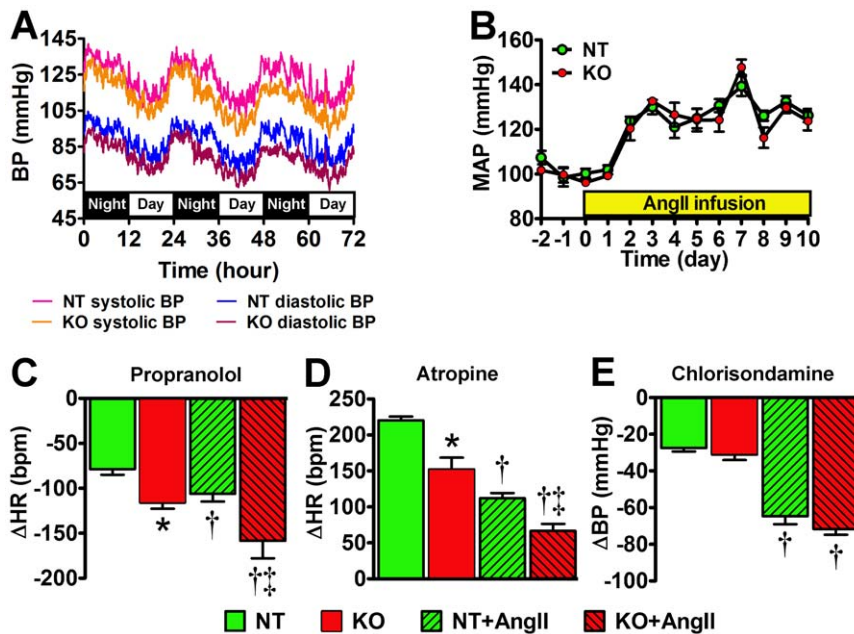 A
145
125
105
85
65
45
BP (mmHg)
Night Day Night Day Night Day
0 12 24 36 48 60 72
Time (hour)
NT systolic BP NT diastolic BP
KO systolic BP KO diastolic BP
B
160
140
120
100
80
MAP (mmHg)
NT
KO
AngII infusion
-2 -1 0 1 2 3 4 5 6 7 8 9 10
Time (day)
C
Propranolol
0
-50
-100
-150
-200
ΔHR (bpm)
* † †‡
D
Atropine
250
200
150
100
50
0
ΔHR (bpm)
* † †‡
E
Chlorisondamine
0
-20
-40
-60
-80
-100
ΔBP (mmHg)
† †
NT KO NT+AngII KO+AngII